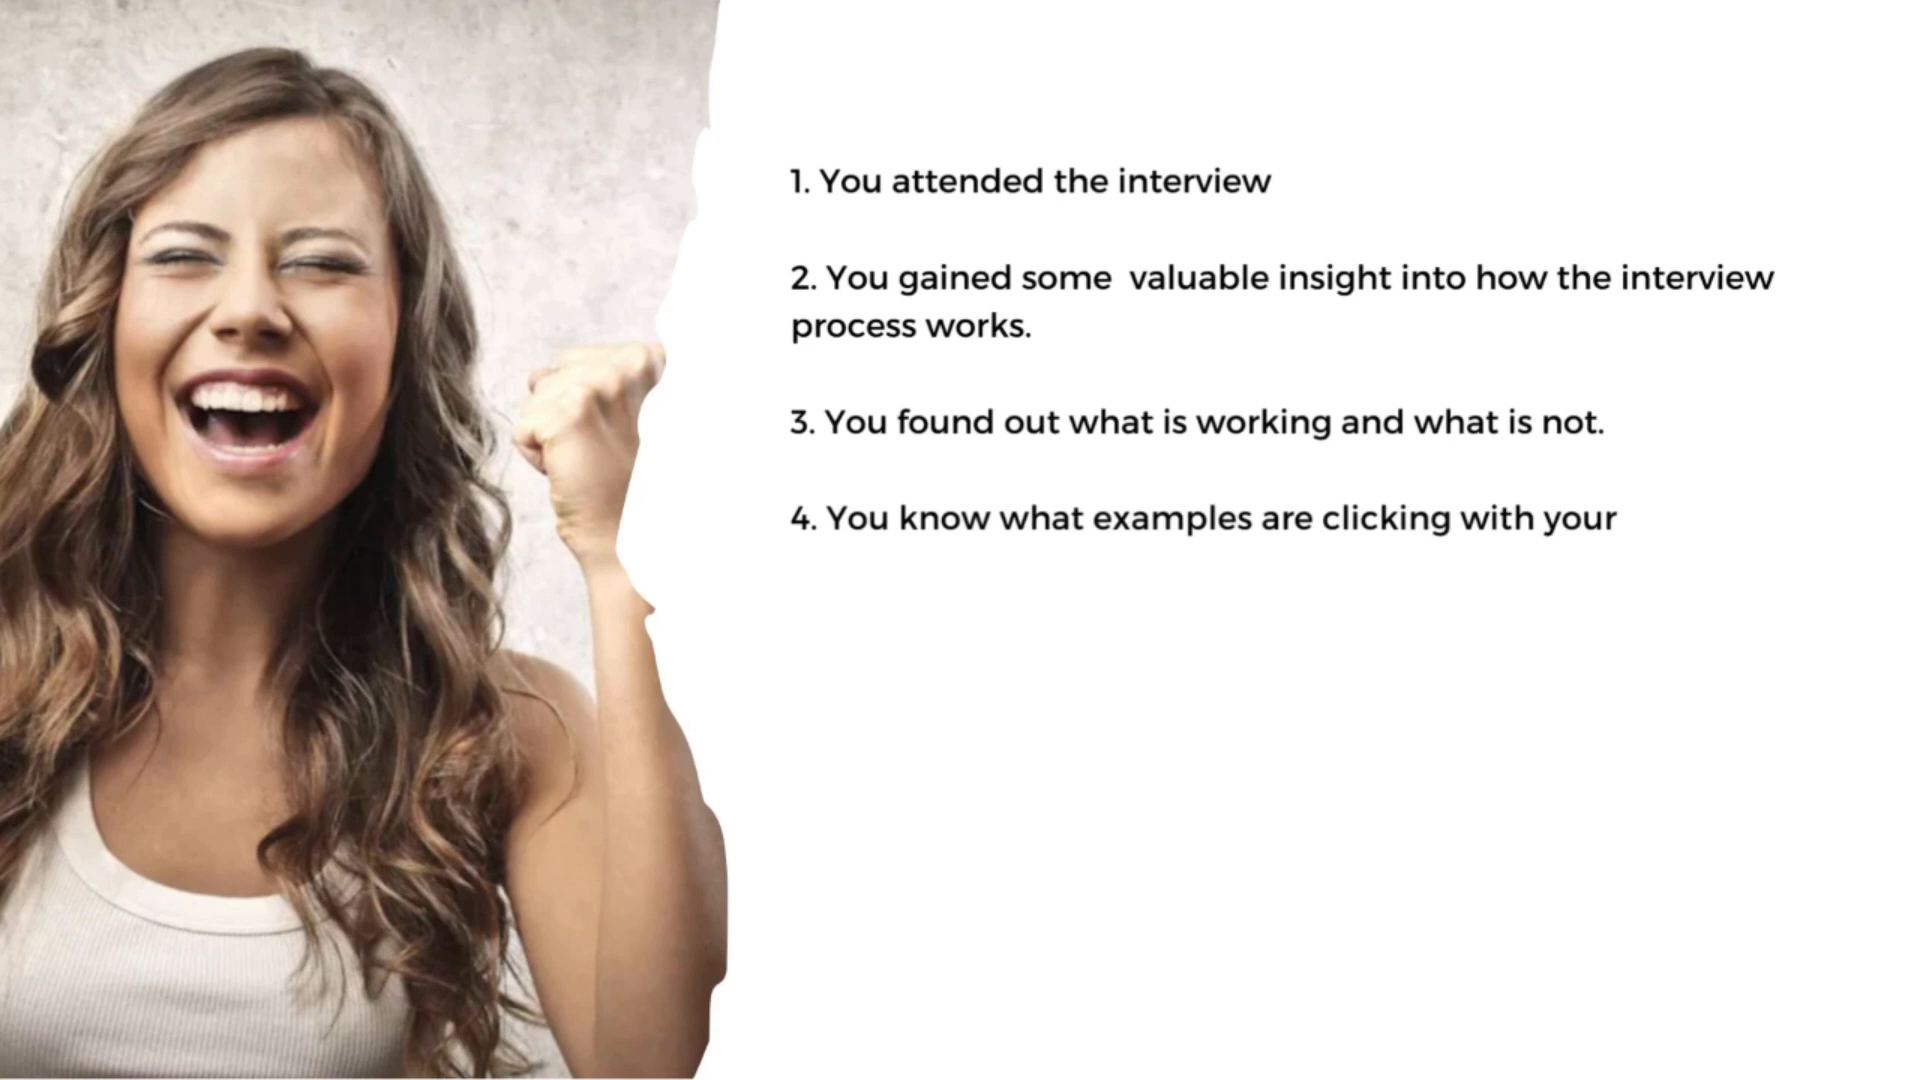 1. You attended the interview
2. You gained some  valuable insight into how the interview
process works.
3. You found out what is working and what is not.
4. You know what examples are clicking with your